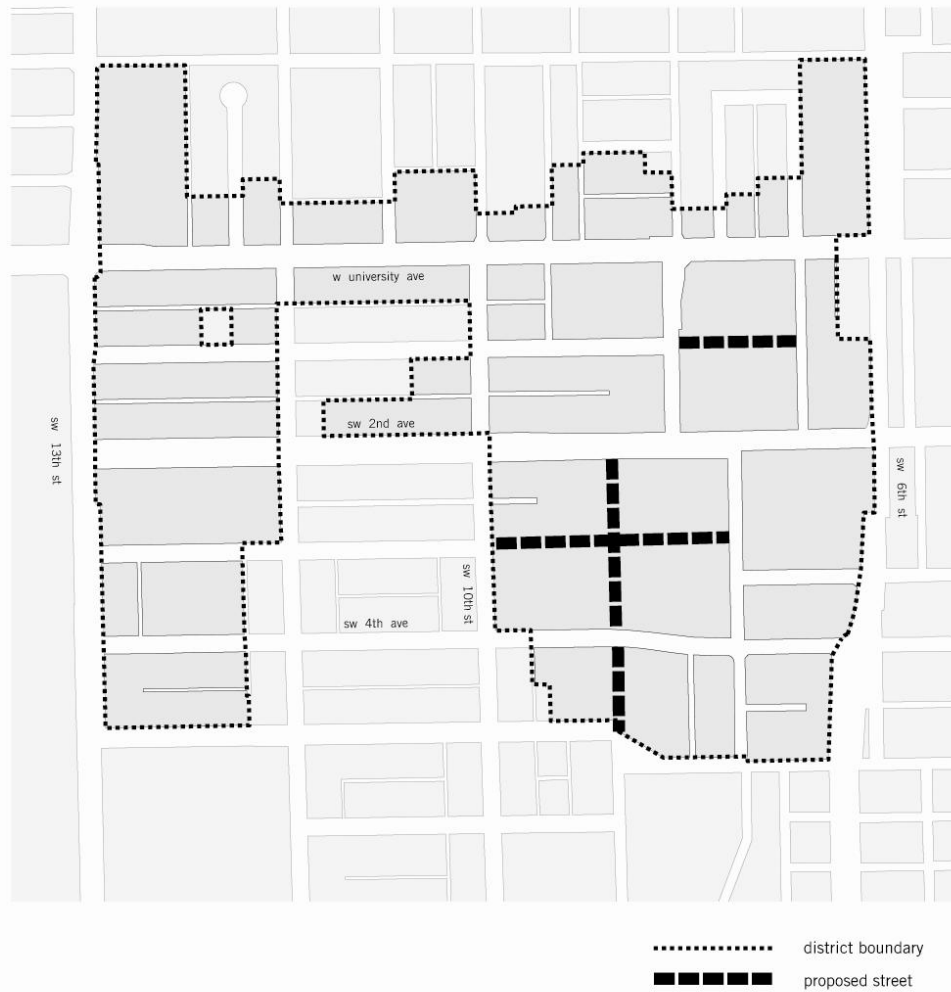 w university ave
sw 2nd ave
sw 13th st
sw 6th st
sw 10th st
sw 4th ave
district boundary
proposed street